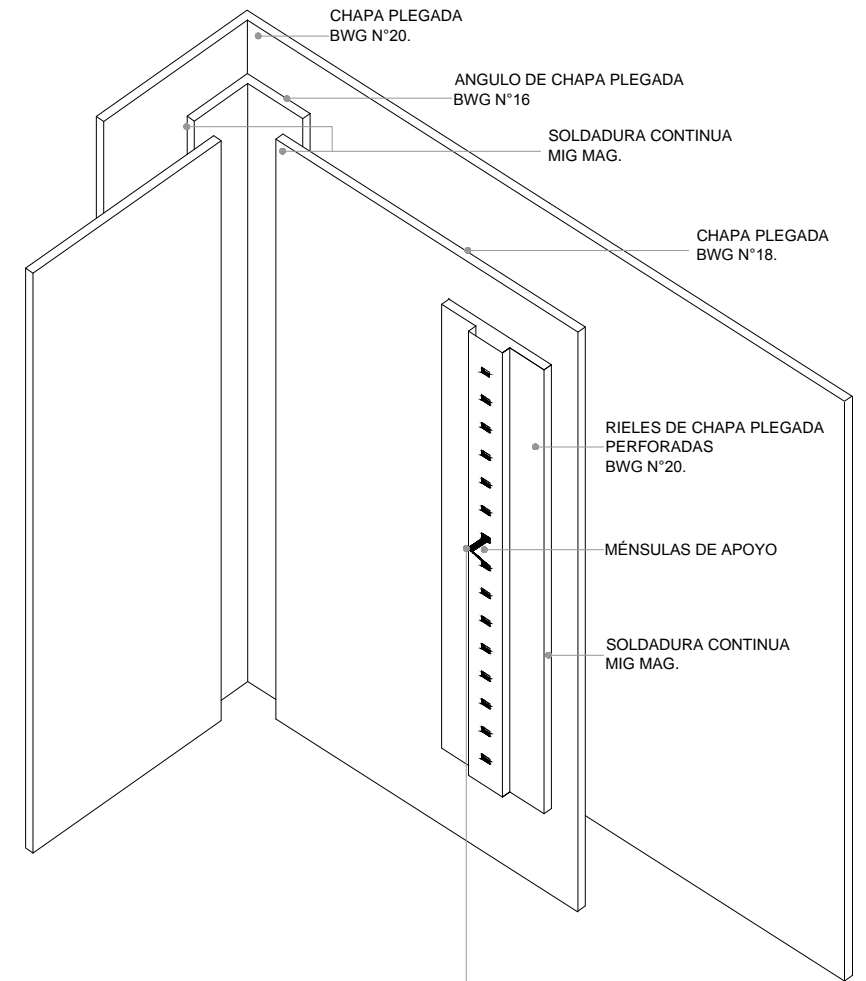 CHAPA PLEGADA
BWG N°20.
ANGULO DE CHAPA PLEGADA
BWG N°16
SOLDADURA CONTINUA
MIG MAG.
CHAPA PLEGADA
BWG N°18.
RIELES DE CHAPA PLEGADA
PERFORADAS
BWG N°20.
MÉNSULAS DE APOYO
SOLDADURA CONTINUA
MIG MAG.